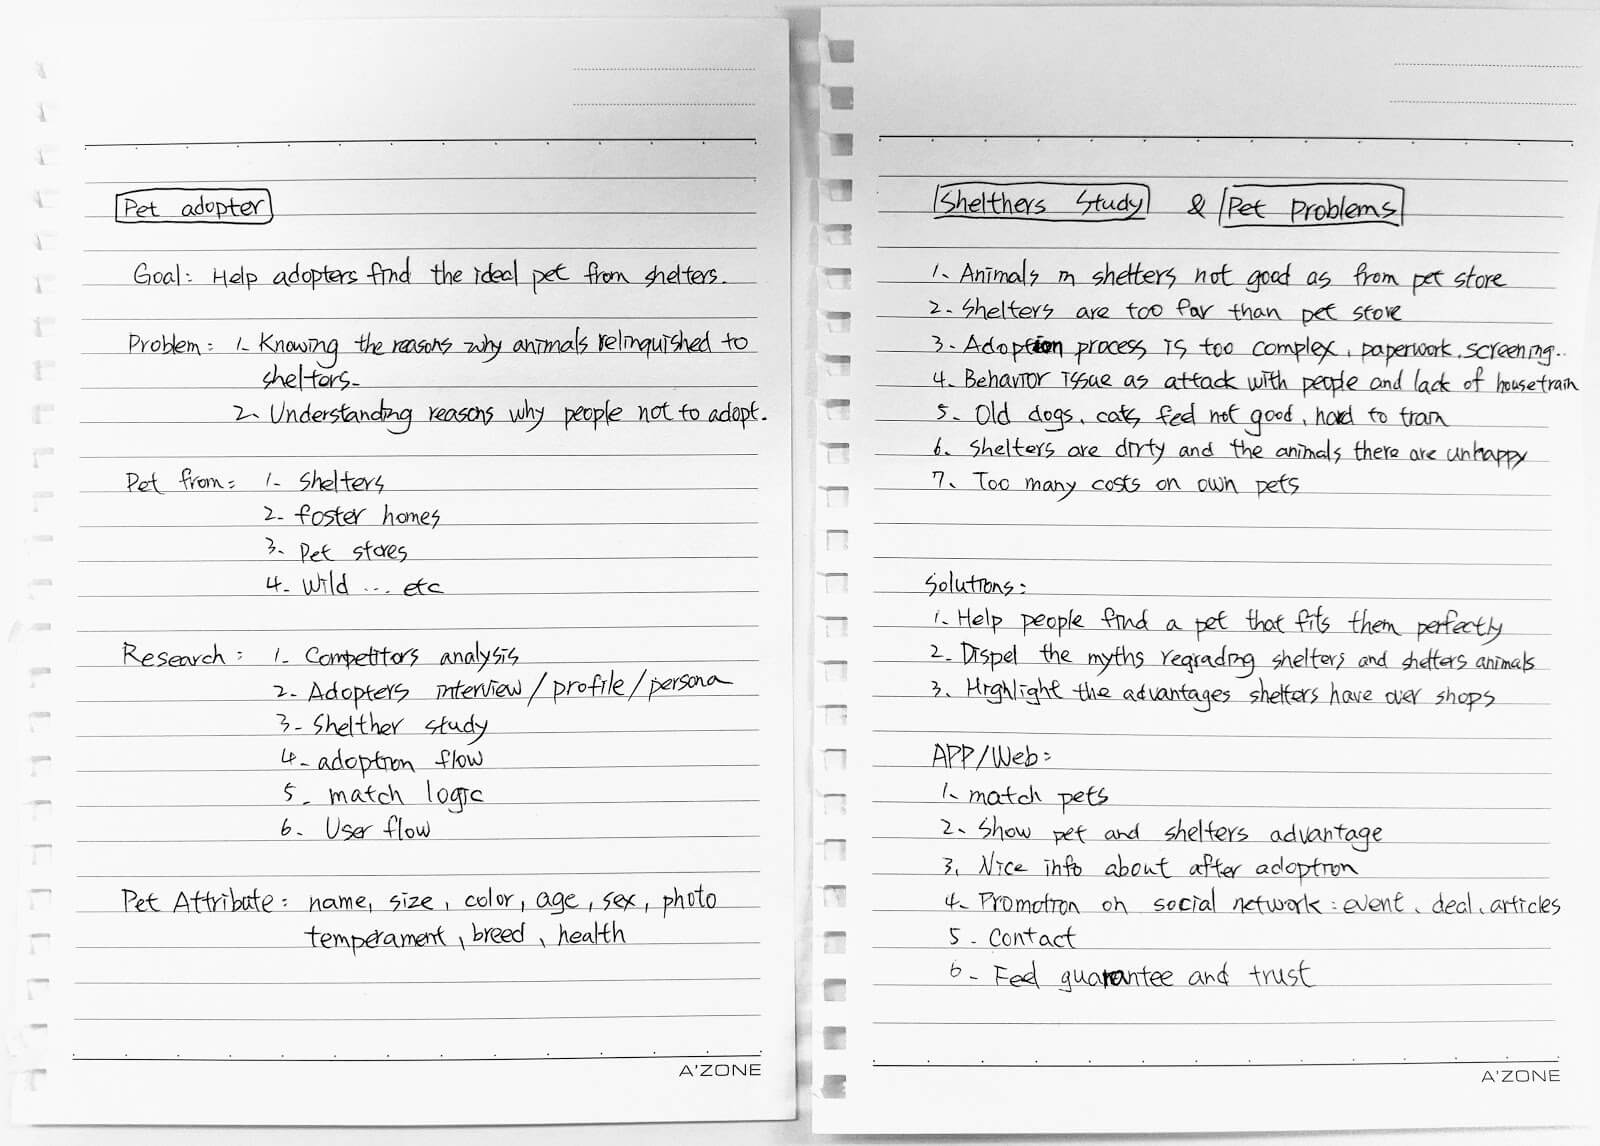 Pet adopter
Goal: Help adopters find the ideal pet from shelters.
Problem: 1- Knowing the reasons why animals relinquished to
shelters-
2- Understanding reasons why people not to adopt.
Pet from: 1- Shelters
2- foster homes
3- Pet stores
4- Wild ... etc
Research: 1- Competitors analysis
2- Adopters interview/profile/persona
3- Shelther study
4- adoption flow
5- match logic
6- User flow
Pet Attribute: name, size, color, age, sex, photo
temperament, breed, health
A'ZONE
Shelthers Study & Pet Problems
1. Animals in shelters not good as from pet store
2- Shelters are too far than pet store
3- Adoption process is too complex, paperwork, screening..
4- Behavior issue as attack with people and lack of housetrain
5- Old dogs, cats, feel not good, hard to train
6. Shelters are dirty and the animals there are unhappy
7. Too many costs on own pets
Solutions:
1- Help people find a pet that fits them perfectly
2- Dispel the myths regrading shelters and shelters animals
3. Highlight the advantages shelters have over shops
APP/Web:
1- match pets
2- Show pet and shelters advantage
3. Nice info about after adoption
4- Promotion on social network: event, deal, articles
5- Contact
6- Feel guarantee and trust
A'ZONE